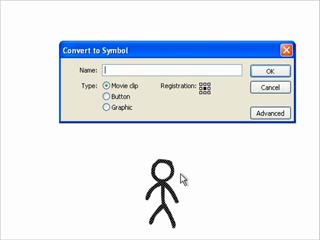 Convert to Symbol
Name:
OK
Type: Movie clip Registration:
Cancel
Button
Graphic
Advanced